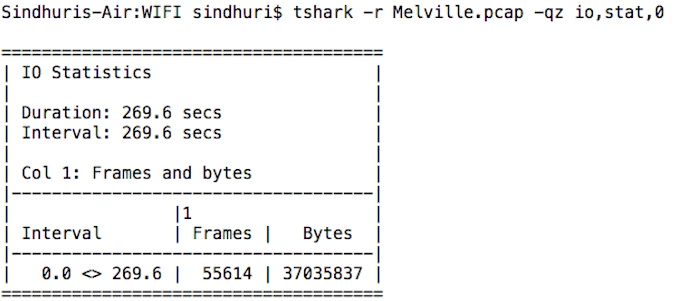 Sindhuris-Air:WIFI sindhuri$ tshark -r Melville.pcap -qz io,stat,0
=====================================
| IO Statistics                     |
|                                   |
| Duration: 269.6 secs              |
| Interval: 269.6 secs              |
|                                   |
| Col 1: Frames and bytes           |
|-----------------------------------|
|                |1                 |
| Interval       | Frames |   Bytes  |
|-----------------------------------|
|   0.0 <> 269.6 |  55614 | 37035837 |
=====================================